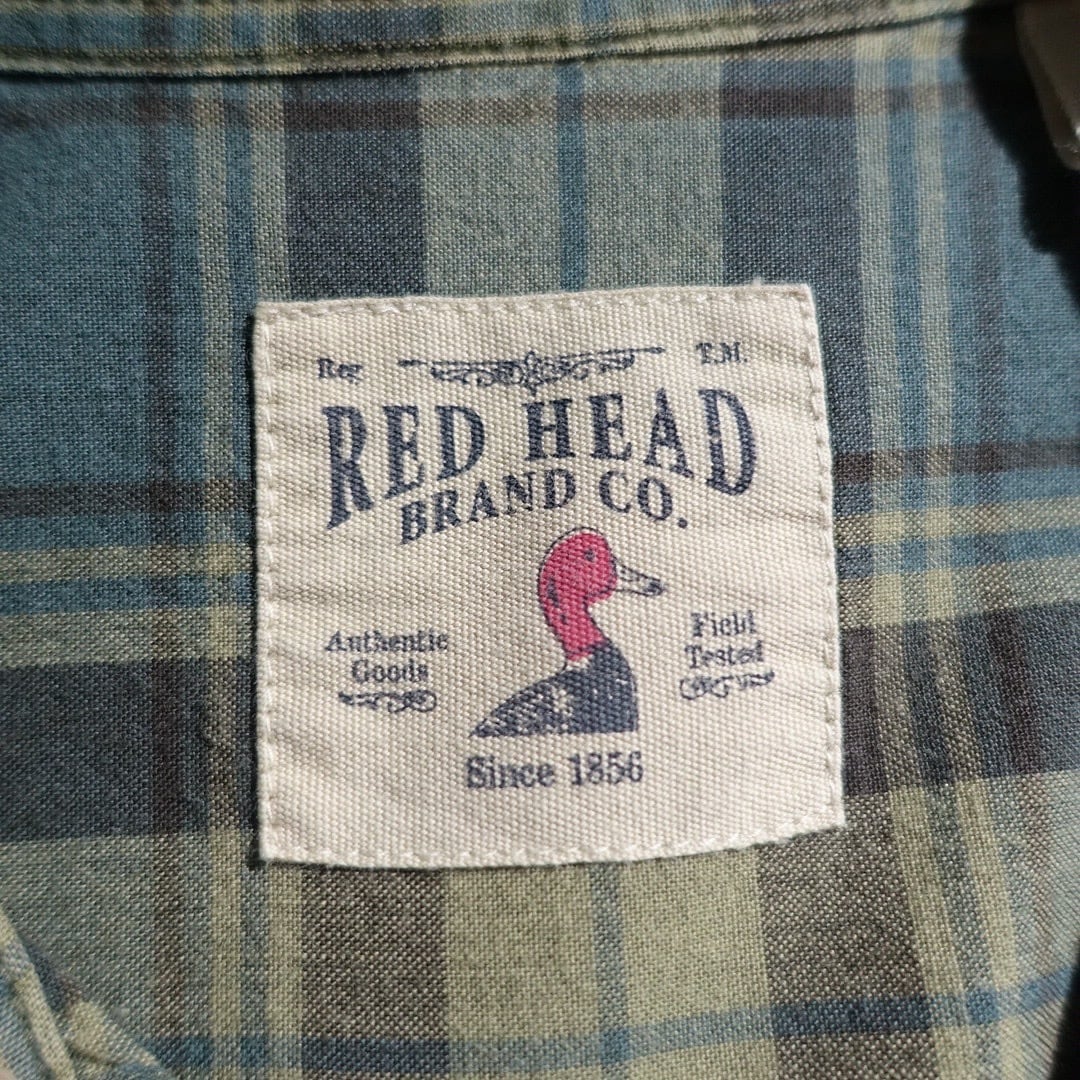 Reg T.M.
RED HEAD
BRAND CO.
Authentic
Goods
Field
Tested
Since 1856